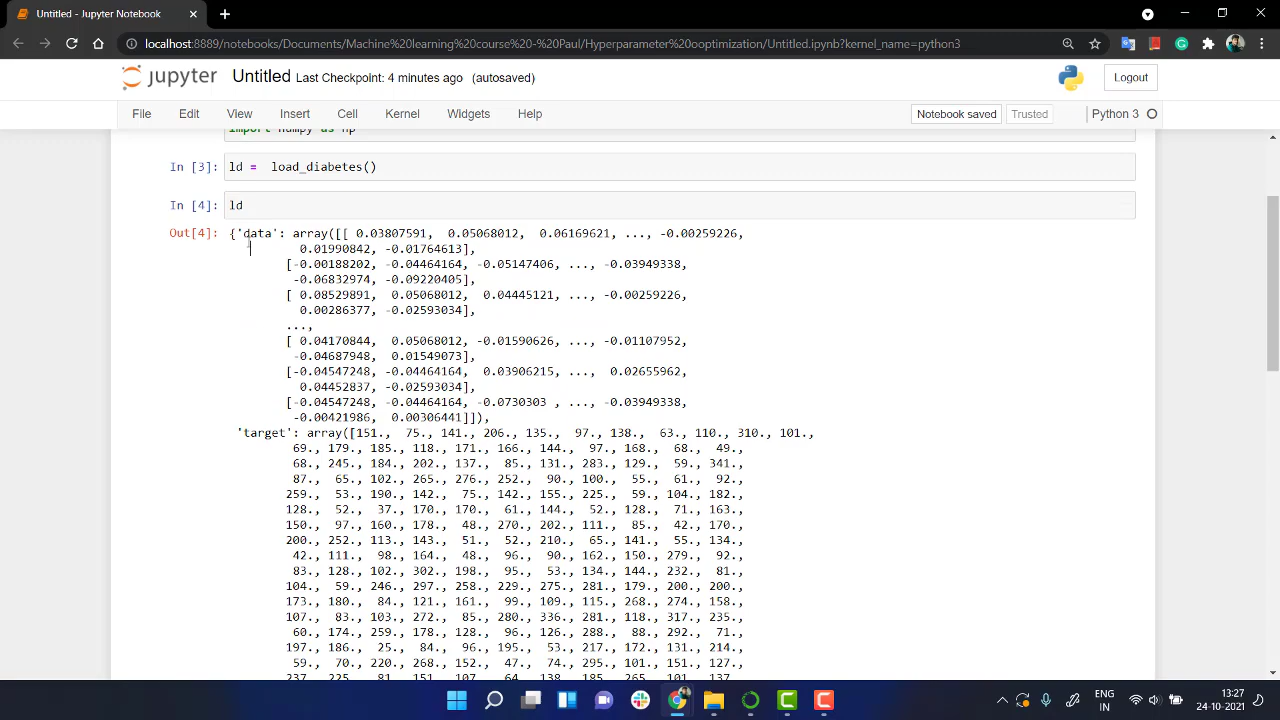 Untitled - Jupyter Notebook
localhost:8889/notebooks/Documents/Machine%20learning%20course%20-%20Paul/Hyperparameter%20ooptimization/Untitled.ipynb?kernel_name=python3
jupyter Untitled Last Checkpoint: 4 minutes ago (autosaved) Logout
File Edit View Insert Cell Kernel Widgets Help Notebook saved Trusted Python 3
import numpy as np
In [3]: ld = load_diabetes()
In [4]: ld
Out[4]: {'data': array([[ 0.03807591, 0.05068012, 0.06169621, ..., -0.00259226,
0.01990842, -0.01764613],
[-0.00188202, -0.04464164, -0.05147406, ..., -0.03949338,
-0.06832974, -0.09220405],
[ 0.08529891, 0.05068012, 0.04445121, ..., -0.00259226,
0.00286377, -0.02593034],
...,
[ 0.04170844, 0.05068012, -0.01590626, ..., -0.01107952,
-0.04687948, 0.01549073],
[-0.04547248, -0.04464164, 0.03906215, ..., 0.02655962,
0.04452837, -0.02593034],
[-0.04547248, -0.04464164, -0.0730303 , ..., -0.03949338,
-0.00421986, 0.00306441]]),
'target': array([151., 75., 141., 206., 135., 97., 138., 63., 110., 310., 101.,
69., 179., 185., 118., 171., 166., 144., 97., 168., 68., 49.,
68., 245., 184., 202., 137., 85., 131., 283., 129., 59., 341.,
87., 65., 102., 265., 276., 252., 90., 100., 55., 61., 92.,
259., 53., 190., 142., 75., 142., 155., 225., 59., 104., 182.,
128., 52., 37., 170., 170., 61., 144., 52., 128., 71., 163.,
150., 97., 160., 178., 48., 270., 202., 111., 85., 42., 170.,
200., 252., 113., 143., 51., 52., 210., 65., 141., 55., 134.,
42., 111., 98., 164., 48., 96., 90., 162., 150., 279., 92.,
83., 128., 102., 302., 198., 95., 53., 134., 144., 232., 81.,
104., 59., 246., 297., 258., 229., 275., 281., 179., 200., 200.,
173., 180., 84., 121., 161., 99., 109., 115., 268., 274., 158.,
107., 83., 103., 272., 85., 280., 336., 281., 118., 317., 235.,
60., 174., 259., 178., 128., 96., 126., 288., 88., 292., 71.,
197., 186., 25., 84., 96., 195., 53., 217., 172., 131., 214.,
59., 70., 220., 268., 152., 47., 74., 295., 101., 151., 127.,
237., 225., 81., 151., 107., 64., 138., 185., 265., 101., 137.,
ENG
IN
13:27
24-10-2021